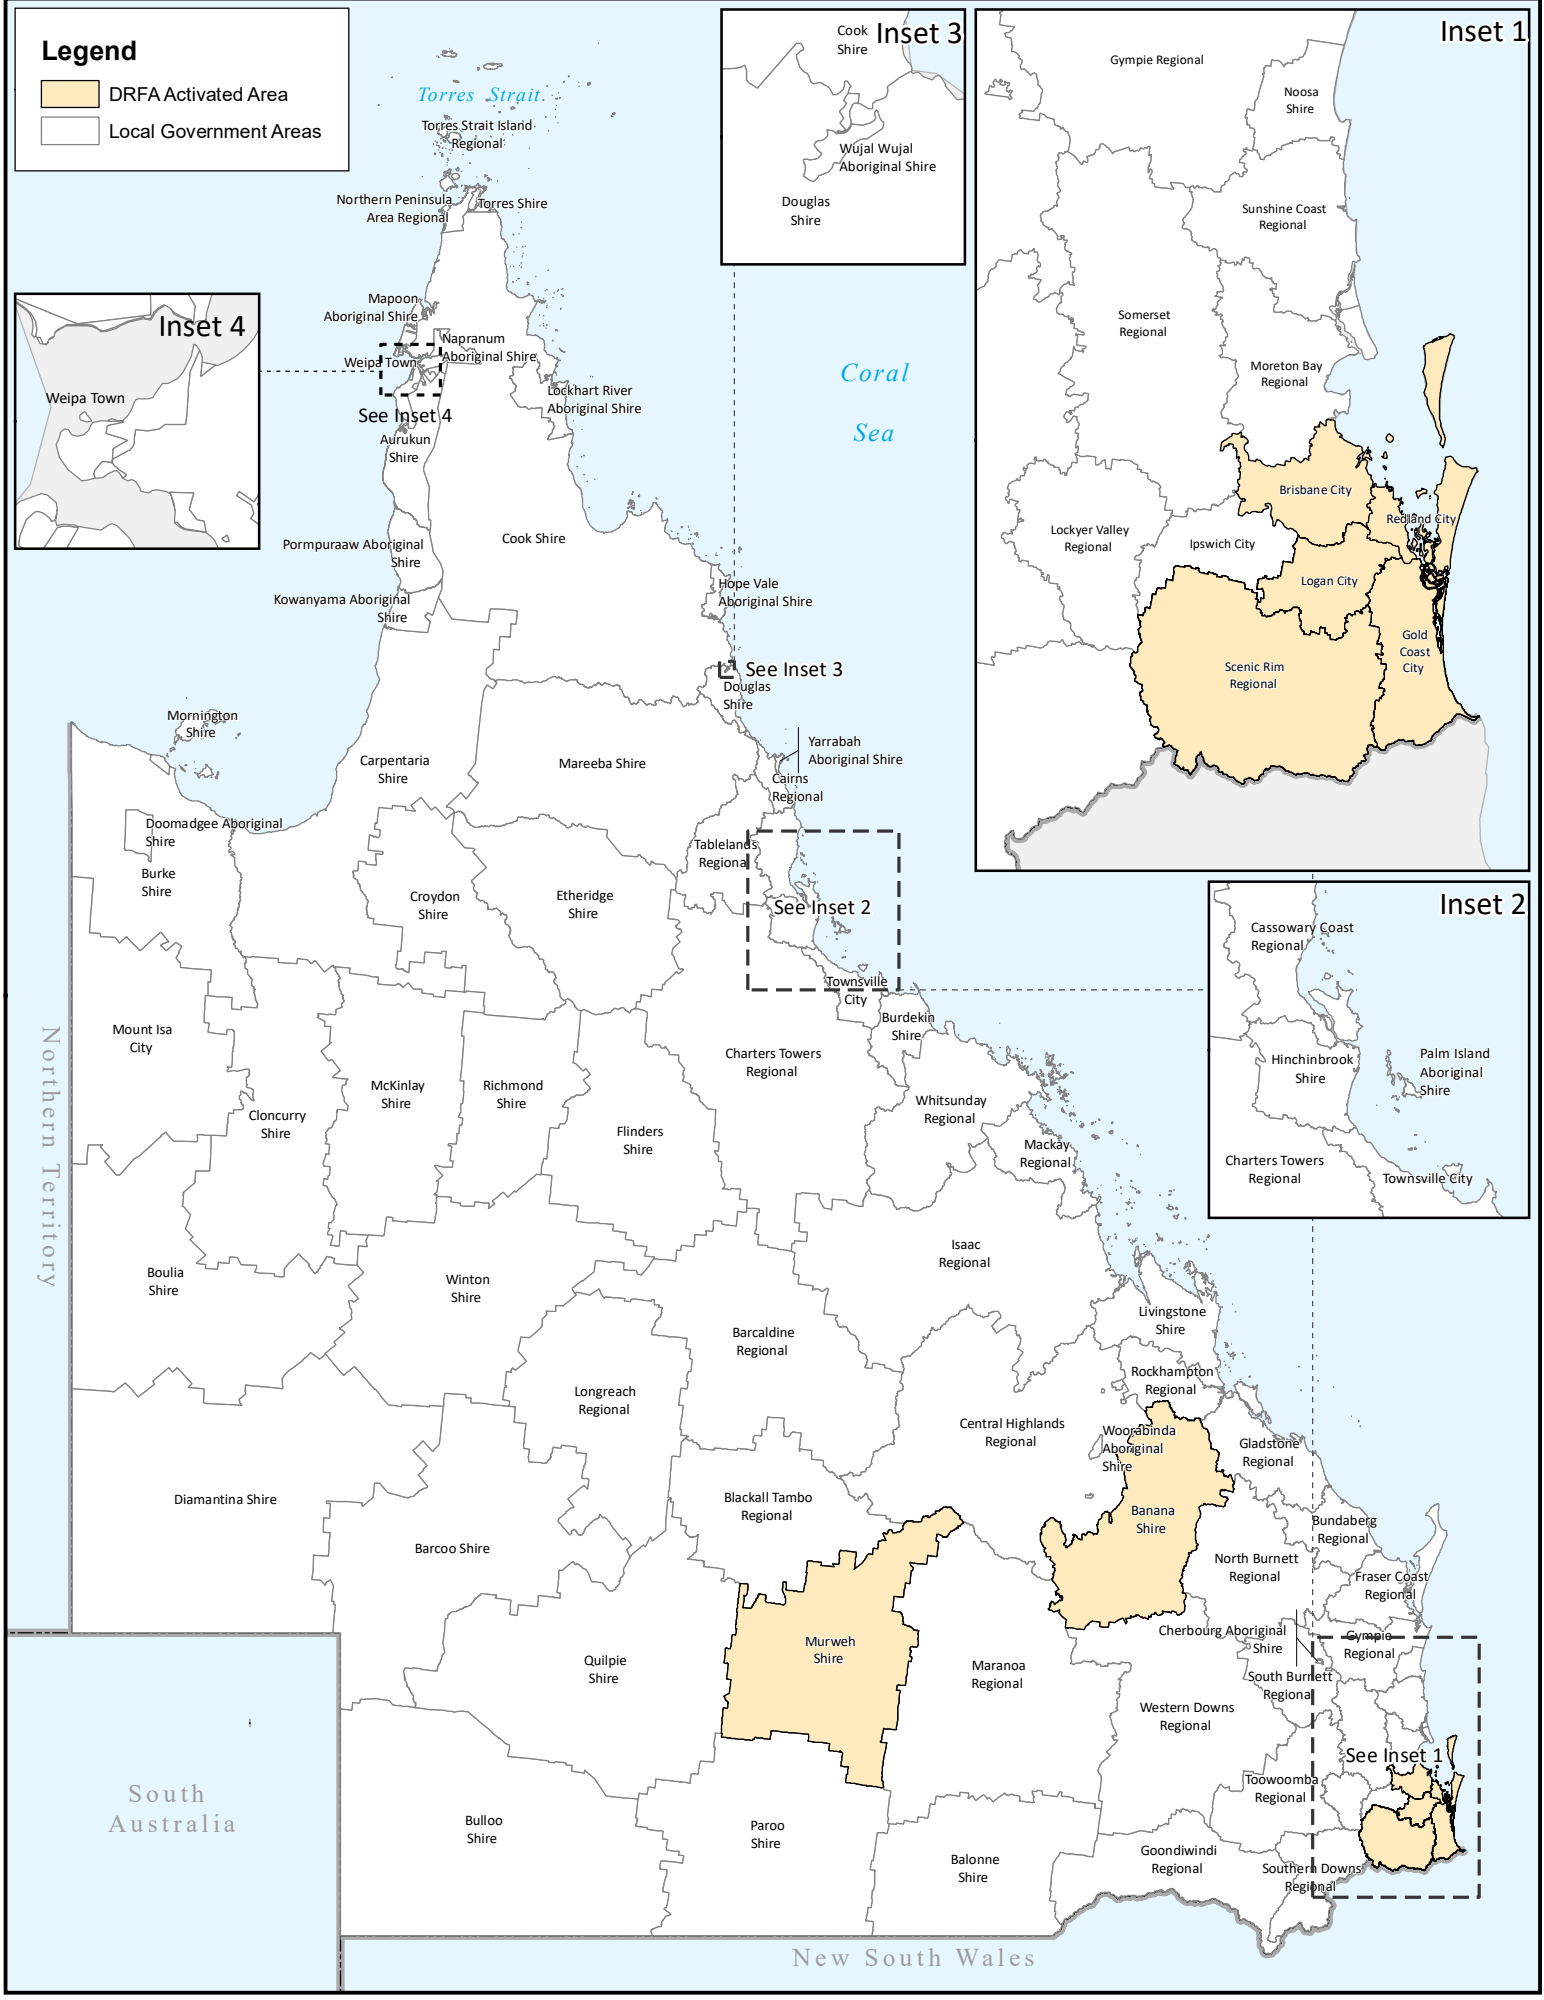 Legend
DRFA Activated Area
Local Government Areas
Torres Strait
Torres Strait Island
Regional
Northern Peninsula
Area Regional
Torres Shire
Mapoon
Aboriginal Shire
Napranum
Aboriginal Shire
Weipa Town
See Inset 4
Lockhart River
Aboriginal Shire
Aurukun
Shire
Cook Shire
Pormpuraaw Aboriginal
Shire
Kowanyama Aboriginal
Shire
Hope Vale
Aboriginal Shire
See Inset 3
Douglas
Shire
Coral
Sea
Inset 4
Weipa Town
Inset 3
Cook
Shire
Wujal Wujal
Aboriginal Shire
Douglas
Shire
Inset 1
Gympie Regional
Noosa
Shire
Sunshine Coast
Regional
Somerset
Regional
Moreton Bay
Regional
Brisbane City
Redland City
Lockyer Valley
Regional
Ipswich City
Logan City
Gold
Coast
City
Scenic Rim
Regional
Mornington
Shire
Carpentaria
Shire
Mareeba Shire
Yarrabah
Aboriginal Shire
Cairns
Regional
Doomadgee Aboriginal
Shire
Burke
Shire
Croydon
Shire
Etheridge
Shire
Tablelands
Regional
See Inset 2
Townsville
City
Burdekin
Shire
Inset 2
Cassowary Coast
Regional
Hinchinbrook
Shire
Palm Island
Aboriginal
Shire
Charters Towers
Regional
Townsville City
Northern Territory
Mount Isa
City
Cloncurry
Shire
McKinlay
Shire
Richmond
Shire
Flinders
Shire
Charters Towers
Regional
Whitsunday
Regional
Mackay
Regional
Boulia
Shire
Winton
Shire
Isaac
Regional
Livingstone
Shire
Barcaldine
Regional
Longreach
Regional
Rockhampton
Regional
Central Highlands
Regional
Woorabinda
Aboriginal
Shire
Gladstone
Regional
Diamantina Shire
Blackall Tambo
Regional
Banana
Shire
Bundaberg
Regional
Barcoo Shire
North Burnett
Regional
Fraser Coast
Regional
Cherbourg Aboriginal
Shire
Gympie
Regional
Quilpie
Shire
Murweh
Shire
Maranoa
Regional
South Burnett
Regional
Western Downs
Regional
See Inset 1
Toowoomba
Regional
South
Australia
Bulloo
Shire
Paroo
Shire
Balonne
Shire
Goondiwindi
Regional
Southern Downs
Regional
New South Wales